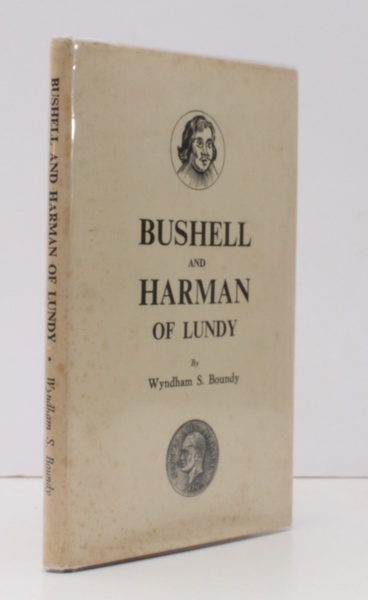 BUSHELL AND HARMAN OF LUNDY • Wyndham S. Boundy
BUSHELL
AND
HARMAN
OF LUNDY
By
Wyndham S. Boundy